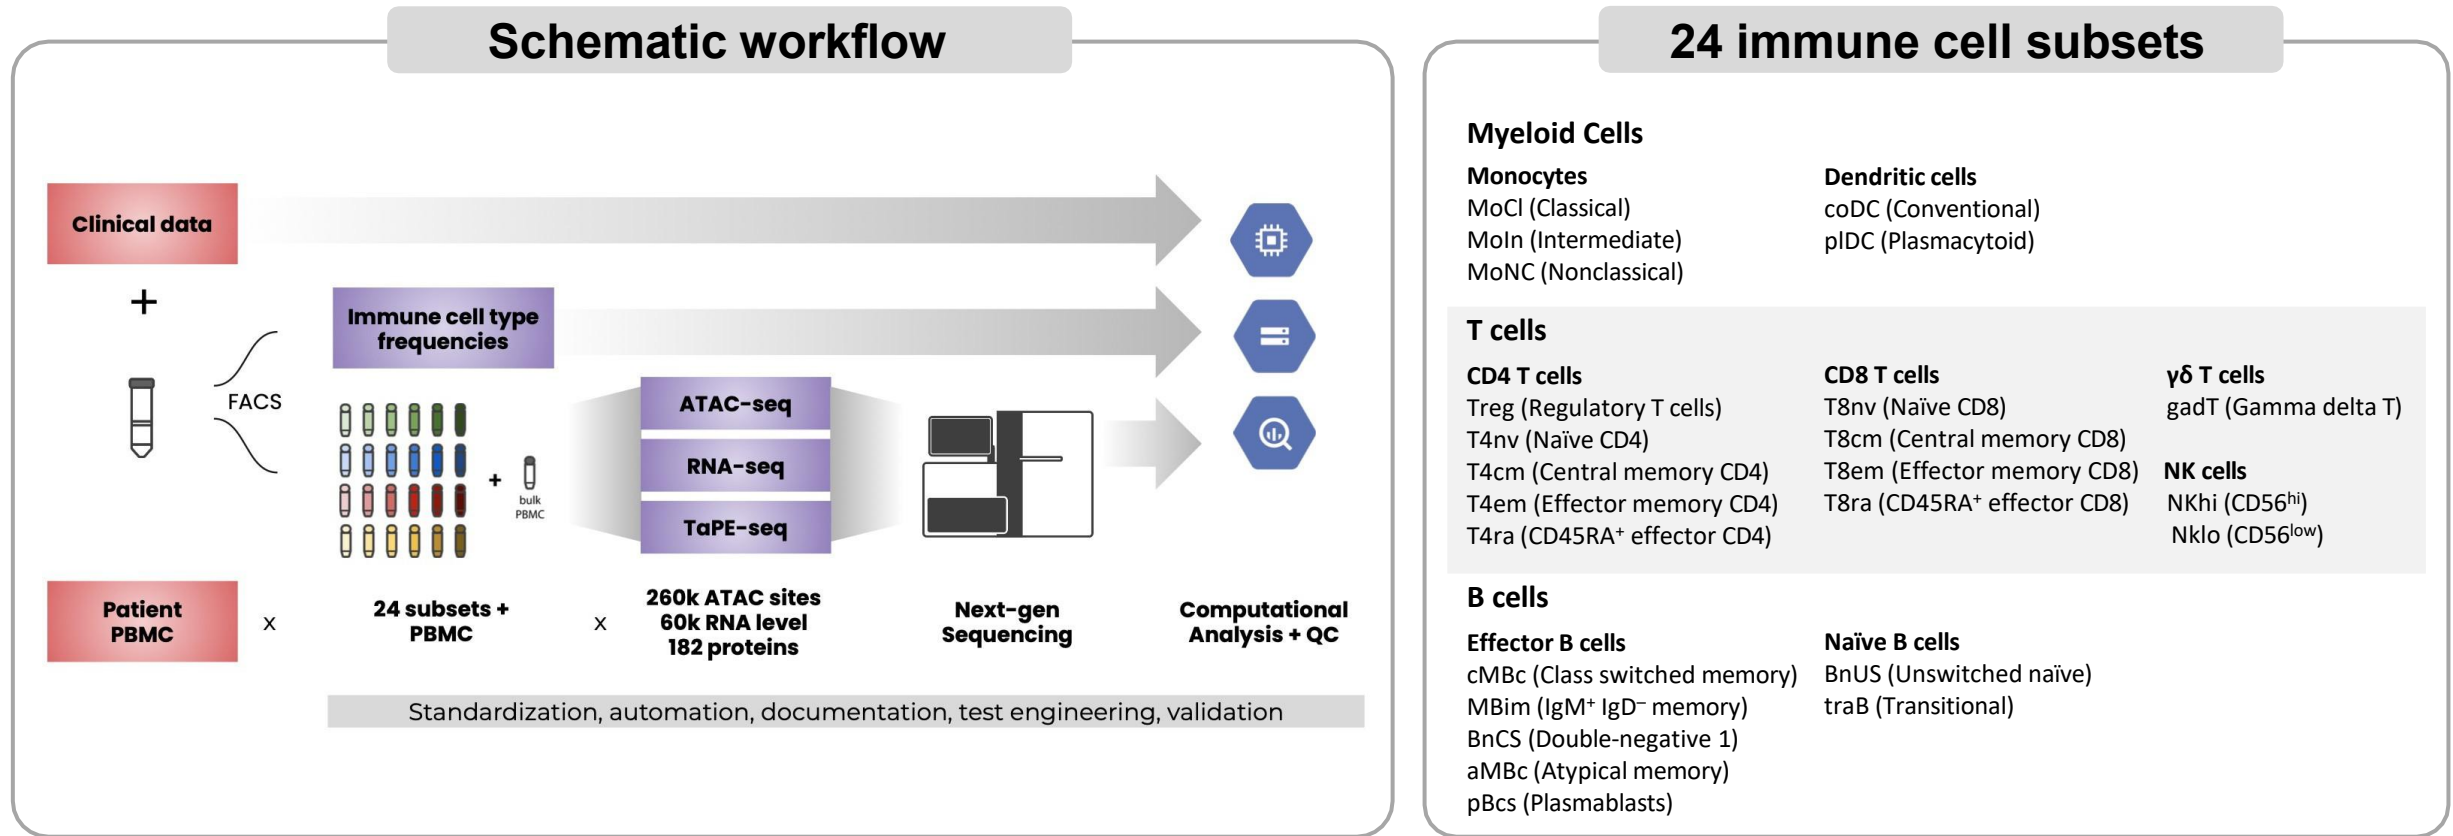 Schematic workflow
Clinical data
+
FACS
Immune cell type
frequencies
+
bulk
PBMC
ATAC-seq
RNA-seq
TaPE-seq
Patient
PBMC
x
24 subsets +
PBMC
x
260k ATAC sites
60k RNA level
182 proteins
Next-gen
Sequencing
Computational
Analysis + QC
Standardization, automation, documentation, test engineering, validation
24 immune cell subsets
Myeloid Cells
Monocytes
MoCl (Classical)
MoIn (Intermediate)
MoNC (Nonclassical)
Dendritic cells
coDC (Conventional)
plDC (Plasmacytoid)
T cells
CD4 T cells
Treg (Regulatory T cells)
T4nv (Naïve CD4)
T4cm (Central memory CD4)
T4em (Effector memory CD4)
T4ra (CD45RA⁺ effector CD4)
CD8 T cells
T8nv (Naïve CD8)
T8cm (Central memory CD8)
T8em (Effector memory CD8)
T8ra (CD45RA⁺ effector CD8)
γδ T cells
gadT (Gamma delta T)
NK cells
NKhi (CD56ʰⁱ)
Nklo (CD56ˡᵒʷ)
B cells
Effector B cells
cMBc (Class switched memory)
MBim (IgM⁺ IgD⁻ memory)
BnCS (Double-negative 1)
aMBc (Atypical memory)
pBcs (Plasmablasts)
Naïve B cells
BnUS (Unswitched naïve)
traB (Transitional)